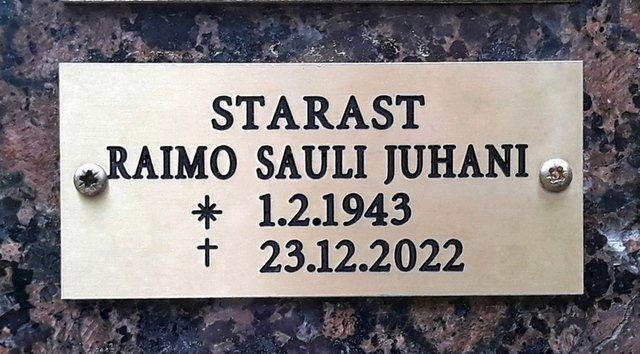 STARAST
RAIMO SAULI JUHANI
* 1.2.1943
† 23.12.2022